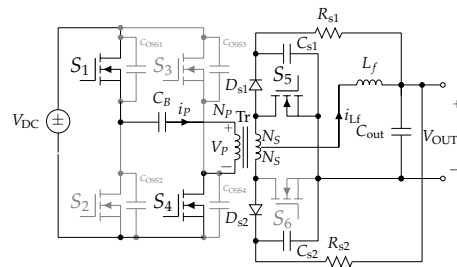 R_s1
C_s1
C_OSS1
C_OSS3
S_1
S_3
D_s1
S_5
L_f
C_B
i_P
N_P
Tr
i_Lf
V_DC
+
−
V_P
N_S
N_S
C_out
V_OUT
+
−
C_OSS2
C_OSS4
S_2
S_4
D_s2
S_6
C_s2
R_s2